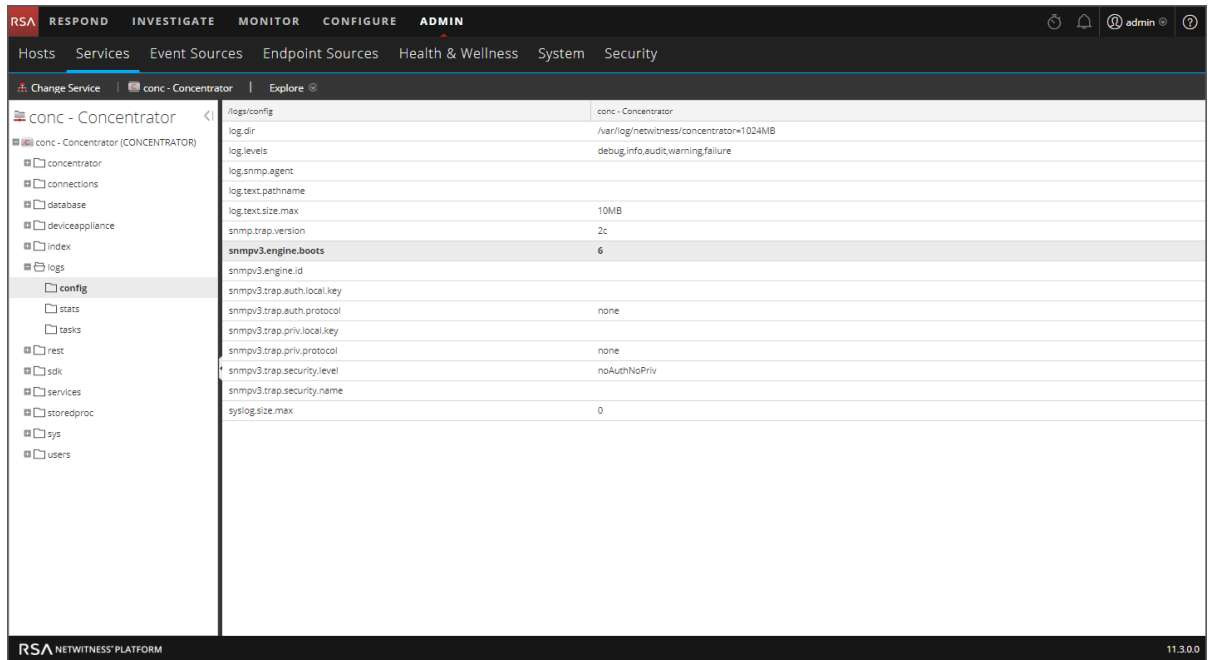 RSA RESPOND INVESTIGATE MONITOR CONFIGURE ADMIN admin ?
Hosts Services Event Sources Endpoint Sources Health & Wellness System Security
Change Service | conc - Concentrator | Explore
conc - Concentrator
conc - Concentrator (CONCENTRATOR)
concentrator
connections
database
deviceappliance
index
logs
config
stats
tasks
rest
sdk
services
storedproc
sys
users
/logs/config conc - Concentrator
log.dir /var/log/netwitness/concentrator=1024MB
log.levels debug,info,audit,warning,failure
log.snmp.agent
log.text.pathname
log.text.size.max 10MB
snmp.trap.version 2c
snmpv3.engine.boots 6
snmpv3.engine.id
snmpv3.trap.auth.local.key
snmpv3.trap.auth.protocol none
snmpv3.trap.priv.local.key
snmpv3.trap.priv.protocol none
snmpv3.trap.security.level noAuthNoPriv
snmpv3.trap.security.name
syslog.size.max 0
RSA NETWITNESS® PLATFORM 11.3.0.0